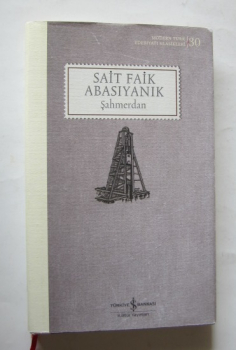 30
SAİT FAİK
ABASIYANIK
Şahmerdan
TÜRKİYE İŞ BANKASI